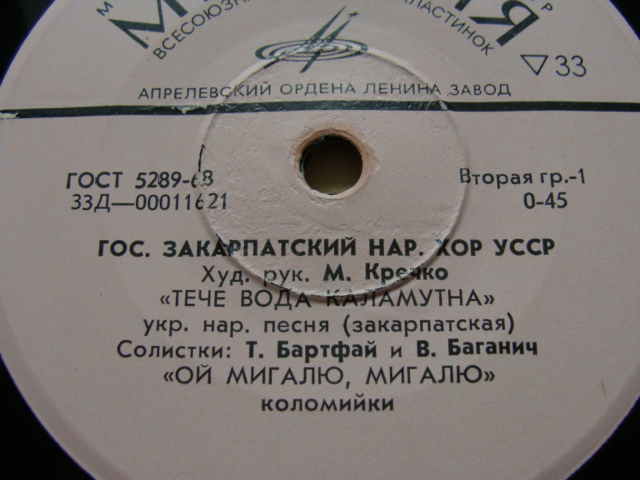 ВСЕСОЮЗН ПЛАСТИНОК
▽33
АПРЕЛЕВСКИЙ ОРДЕНА ЛЕНИНА ЗАВОД
ГОСТ 5289-68 Вторая гр.-1
33Д—00011621 0-45
ГОС. ЗАКАРПАТСКИЙ НАР. ХОР УССР
Худ. рук. М. Кречко
«ТЕЧЕ ВОДА КАЛАМУТНА»
укр. нар. песня (закарпатская)
Солистки: Т. Бартфай и В. Баганич
«ОЙ МИГАЛЮ, МИГАЛЮ»
коломийки